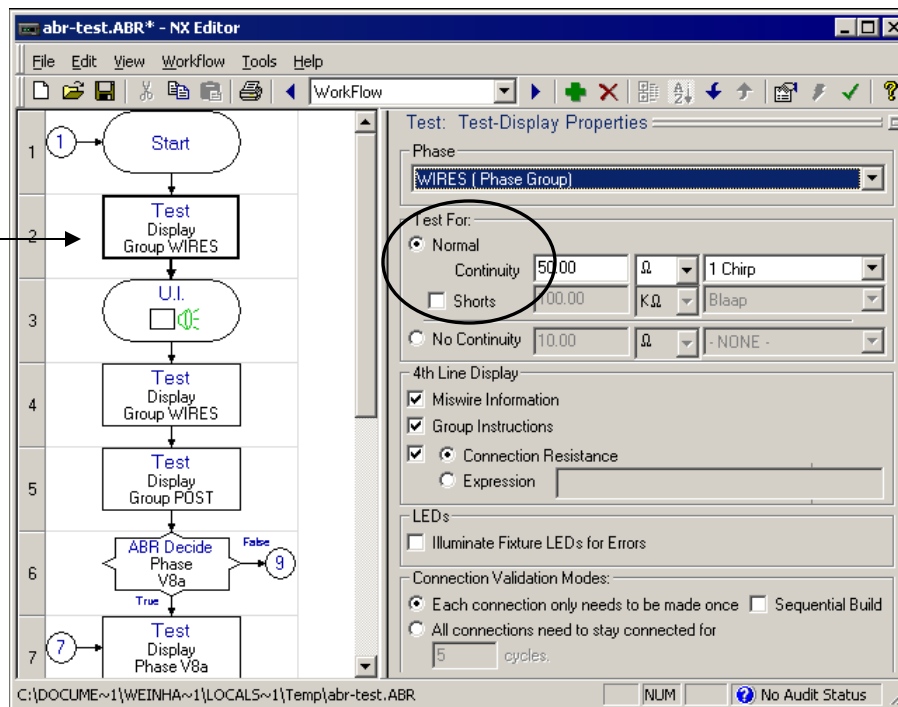 abr-test.ABR* - NX Editor
File Edit View Workflow Tools Help
WorkFlow
1
1
Start
2
Test
Display
Group WIRES
3
U.I.
4
Test
Display
Group WIRES
5
Test
Display
Group POST
6
ABR Decide
Phase
V8a
False
9
True
7
7
Test
Display
Phase V8a
Test: Test-Display Properties
Phase
WIRES ( Phase Group)
Test For:
Normal
Continuity 50.00 Ω 1 Chirp
Shorts 100.00 KΩ Blaap
No Continuity 10.00 Ω - NONE -
4th Line Display
Miswire Information
Group Instructions
Connection Resistance
Expression
LEDs
Illuminate Fixture LEDs for Errors
Connection Validation Modes:
Each connection only needs to be made once Sequential Build
All connections need to stay connected for
5 cycles.
C:\DOCUME~1\WEINHA~1\LOCALS~1\Temp\abr-test.ABR NUM No Audit Status